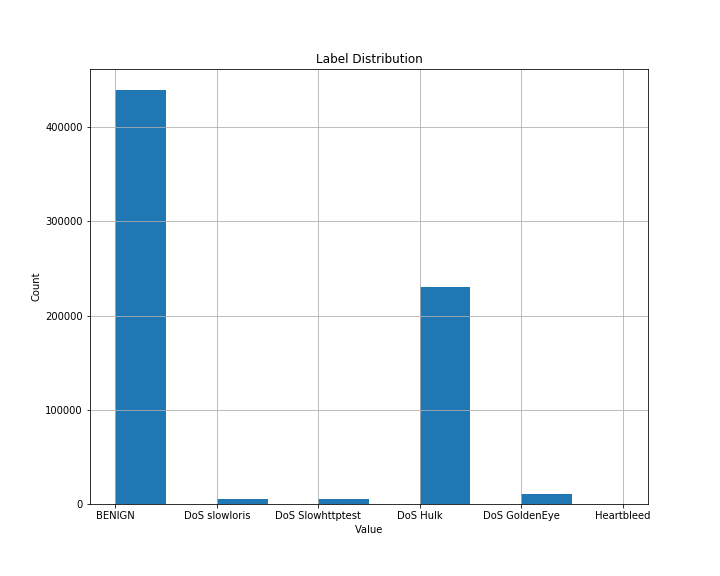 Label Distribution
400000
300000
200000
100000
0
Count
BENIGN DoS slowloris DoS Slowhttptest DoS Hulk DoS GoldenEye Heartbleed
Value